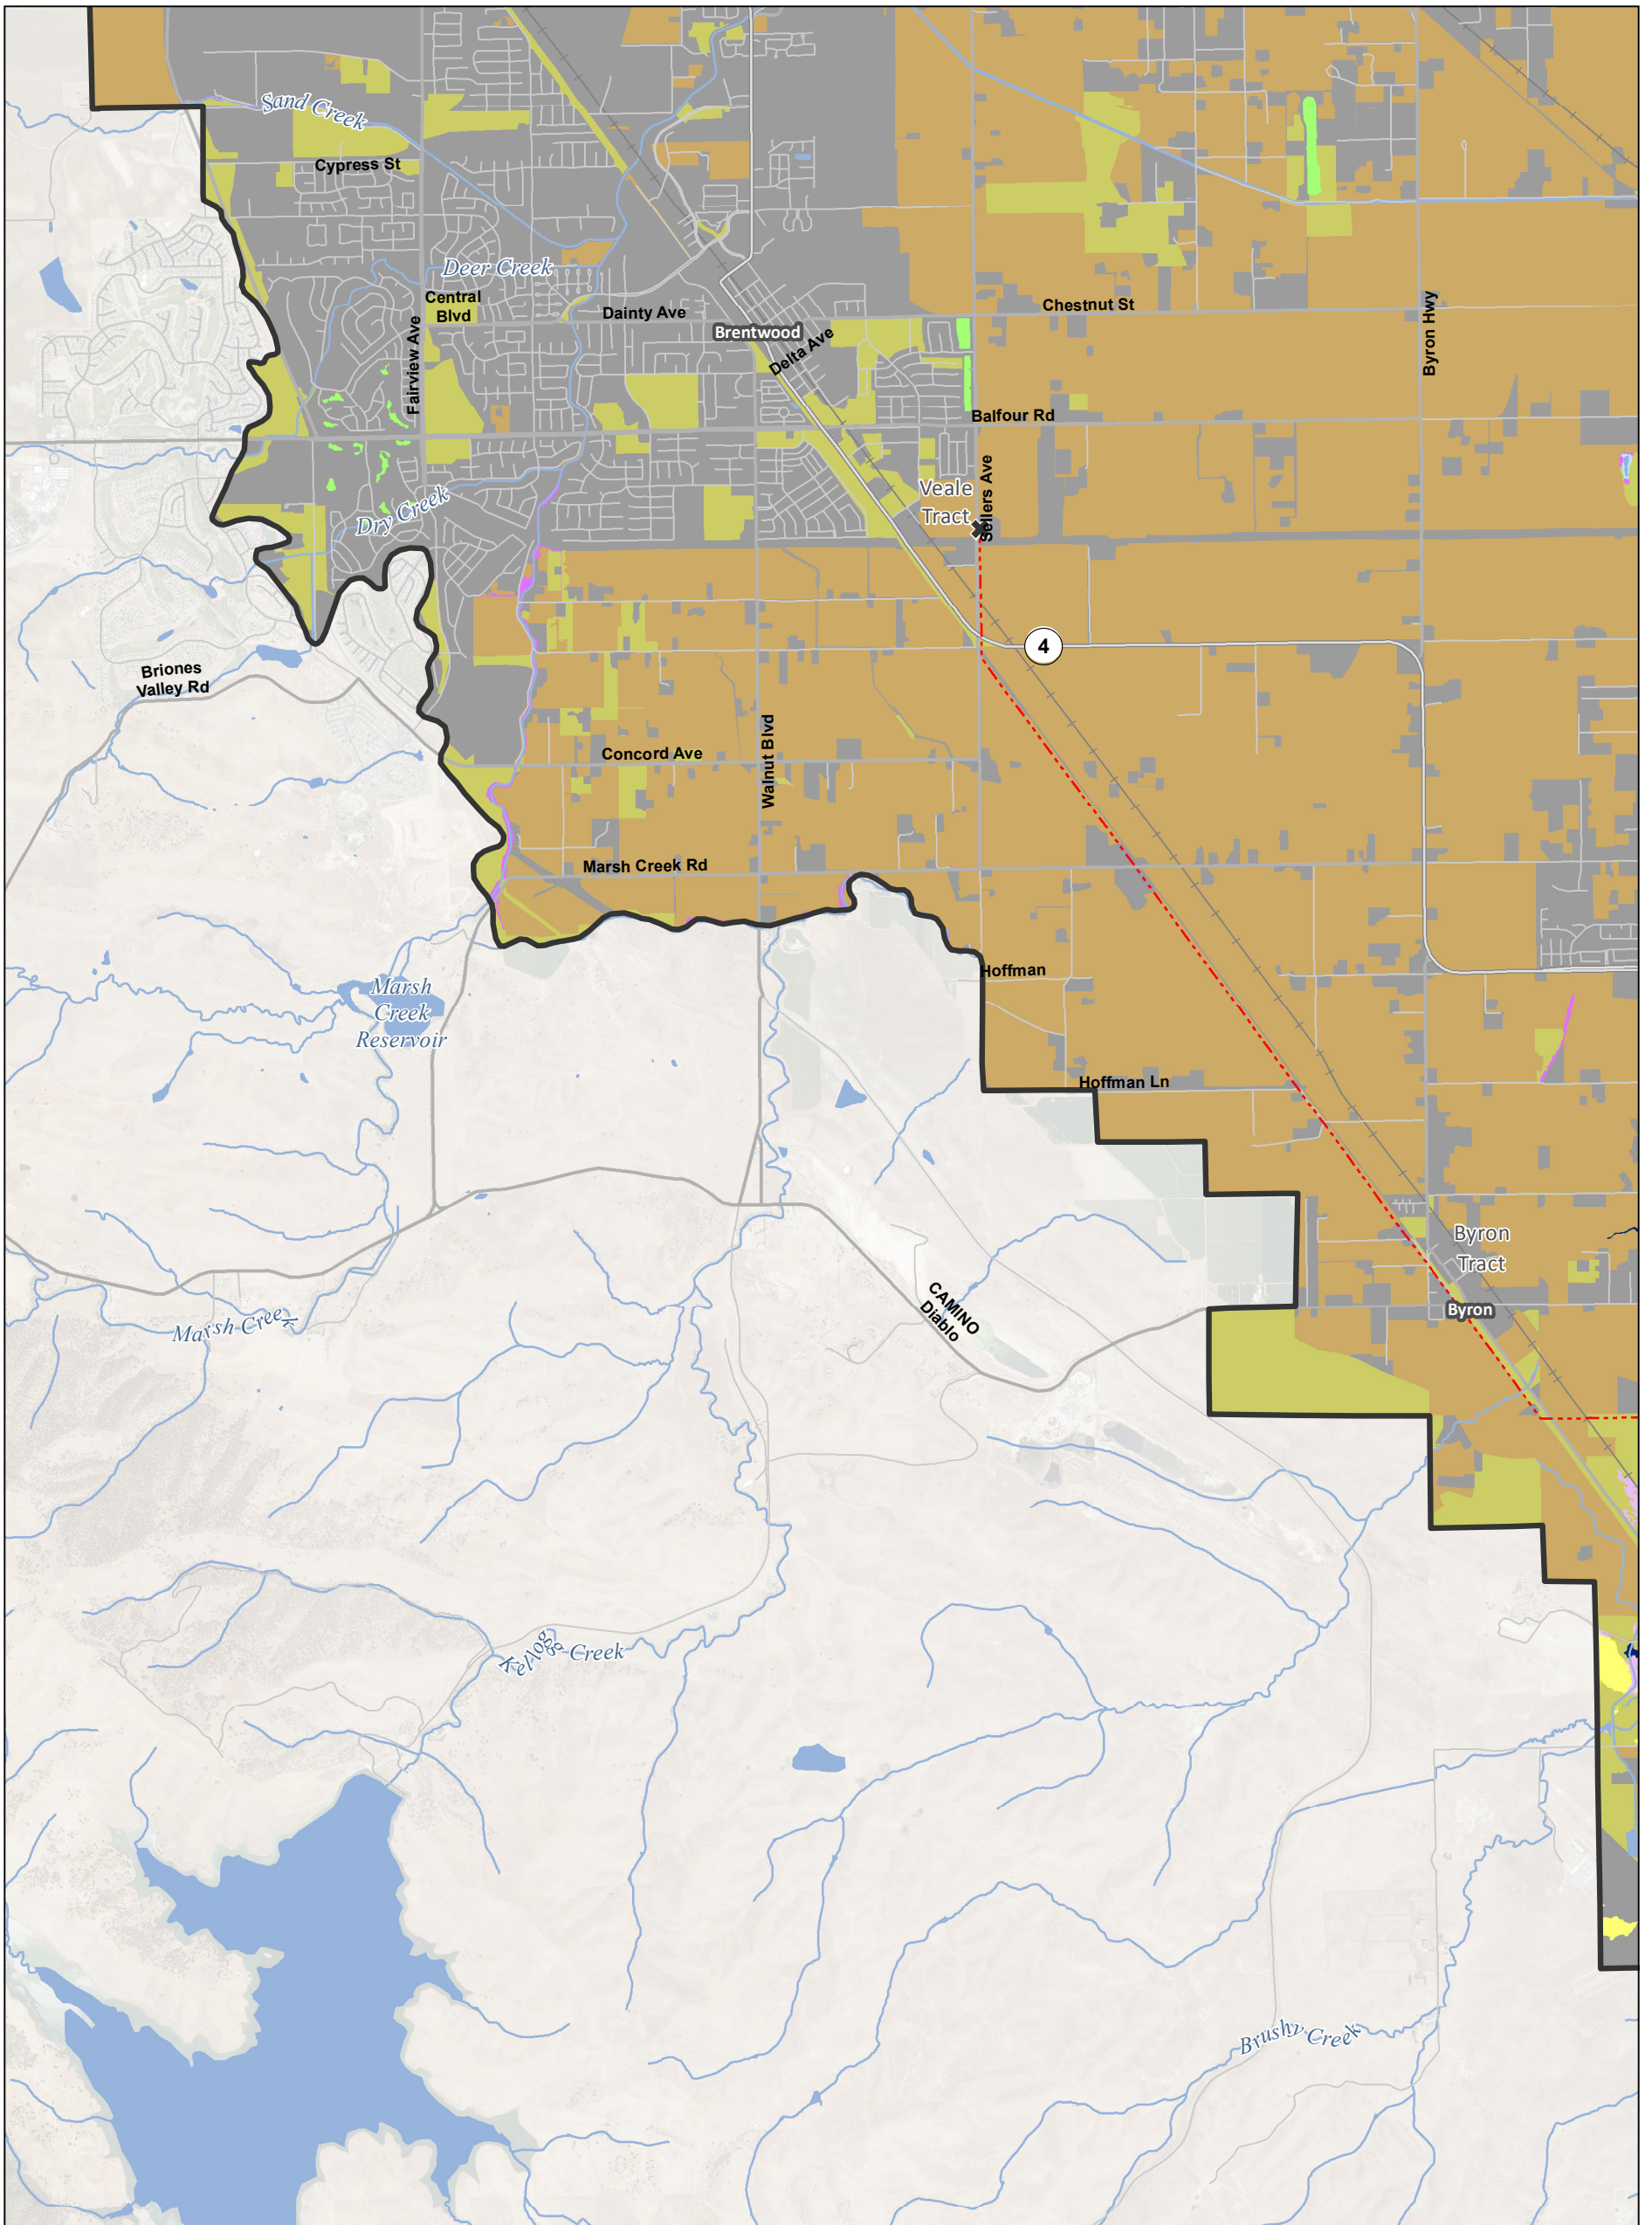 Sand Creek
Cypress St
Deer Creek
Central
Blvd
Dainty Ave
Chestnut St
Brentwood
Delta Ave
Fairview Ave
Byron Hwy
Balfour Rd
Sellers Ave
Veale
Tract
Dry Creek
4
Briones
Valley Rd
Walnut Blvd
Concord Ave
Marsh Creek Rd
Hoffman
Marsh
Creek
Reservoir
Hoffman Ln
Byron
Tract
Byron
Marsh Creek
CAMINO
Diablo
Kellogg Creek
Brushy Creek